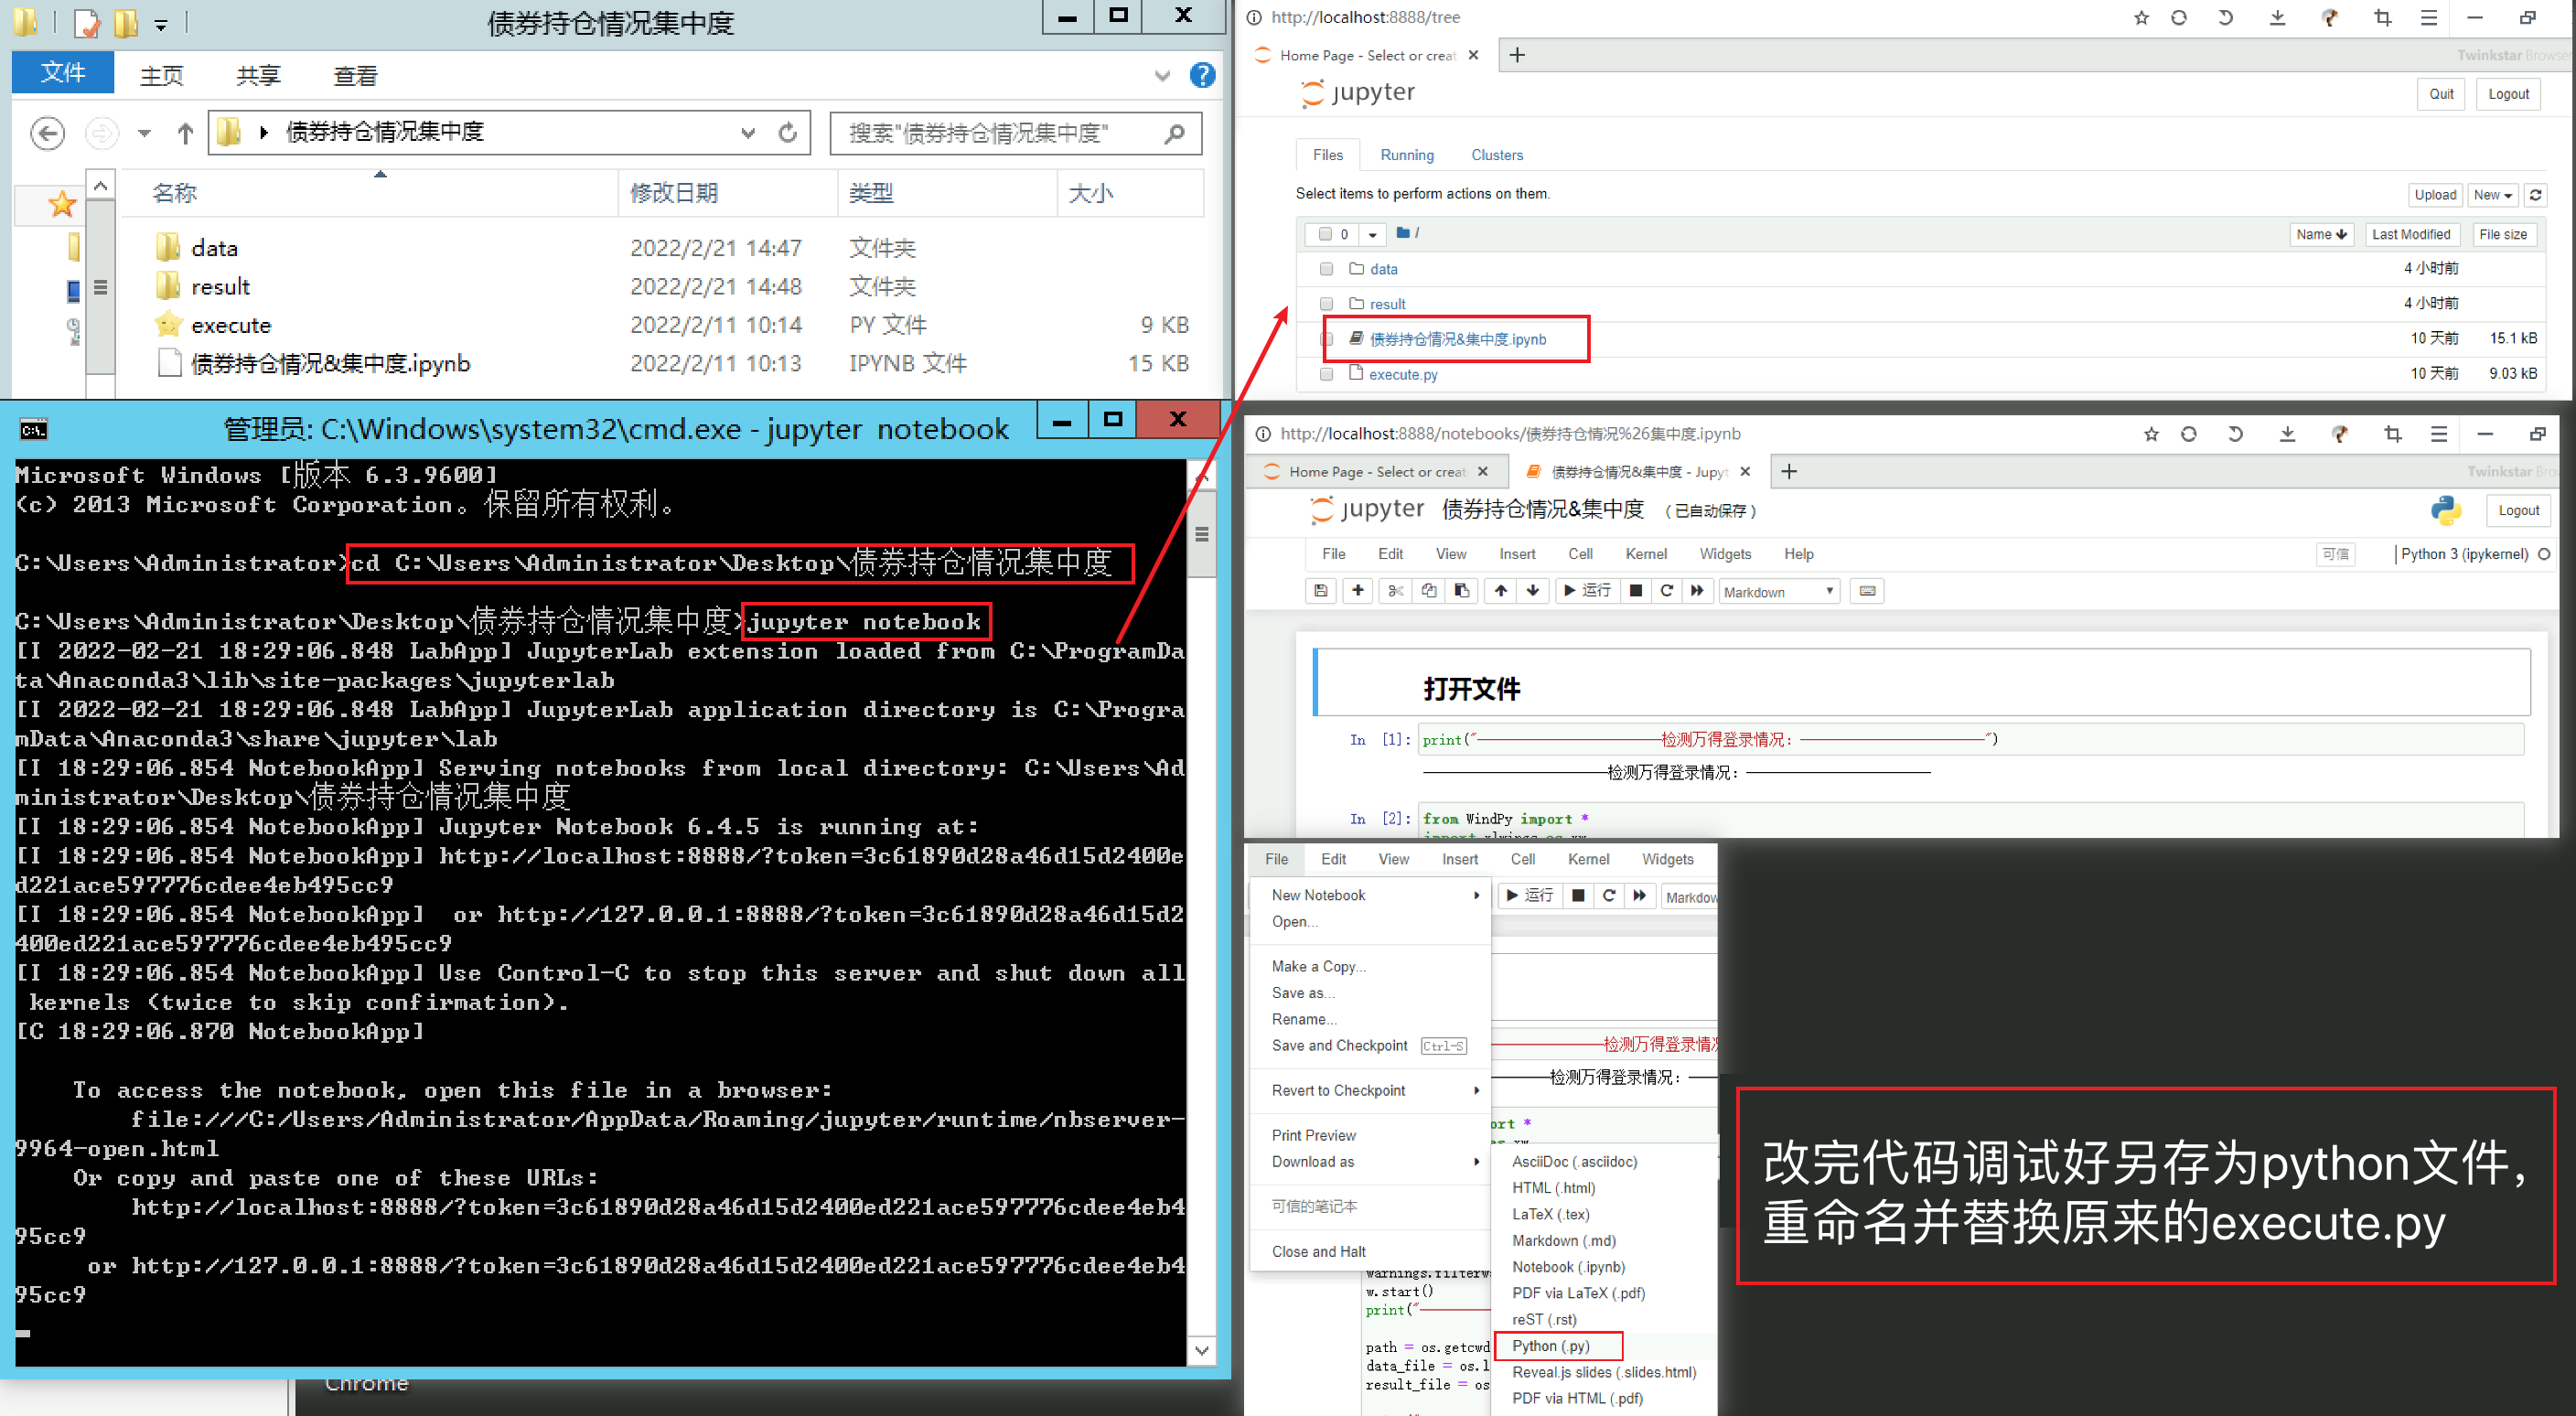 债券持仓情况集中度
文件 主页 共享 查看
债券持仓情况集中度
搜索"债券持仓情况集中度"
名称 修改日期 类型 大小
data 2022/2/21 14:47 文件夹
result 2022/2/21 14:48 文件夹
execute 2022/2/11 10:14 PY 文件 9 KB
债券持仓情况&集中度.ipynb 2022/2/11 10:13 IPYNB 文件 15 KB
管理员: C:\Windows\system32\cmd.exe - jupyter notebook
Microsoft Windows [版本 6.3.9600]
(c) 2013 Microsoft Corporation。保留所有权利。
C:\Users\Administrator>cd C:\Users\Administrator\Desktop\债券持仓情况集中度
C:\Users\Administrator\Desktop\债券持仓情况集中度>jupyter notebook
[I 2022-02-21 18:29:06.848 LabApp] JupyterLab extension loaded from C:\ProgramDa
ta\Anaconda3\lib\site-packages\jupyterlab
[I 2022-02-21 18:29:06.848 LabApp] JupyterLab application directory is C:\Progra
mData\Anaconda3\share\jupyter\lab
[I 18:29:06.854 NotebookApp] Serving notebooks from local directory: C:\Users\Ad
ministrator\Desktop\债券持仓情况集中度
[I 18:29:06.854 NotebookApp] Jupyter Notebook 6.4.5 is running at:
[I 18:29:06.854 NotebookApp] http://localhost:8888/?token=3c61890d28a46d15d2400e
d221ace597776cdee4eb495cc9
[I 18:29:06.854 NotebookApp]  or http://127.0.0.1:8888/?token=3c61890d28a46d15d2
400ed221ace597776cdee4eb495cc9
[I 18:29:06.854 NotebookApp] Use Control-C to stop this server and shut down all
kernels (twice to skip confirmation).
[C 18:29:06.870 NotebookApp]
To access the notebook, open this file in a browser:
file:///C:/Users/Administrator/AppData/Roaming/jupyter/runtime/nbserver-
9964-open.html
Or copy and paste one of these URLs:
http://localhost:8888/?token=3c61890d28a46d15d2400ed221ace597776cdee4eb4
95cc9
or http://127.0.0.1:8888/?token=3c61890d28a46d15d2400ed221ace597776cdee4eb4
95cc9
Chrome
http://localhost:8888/tree
Home Page - Select or creat
Twinkstar Browse
jupyter
Quit Logout
Files Running Clusters
Select items to perform actions on them.
Upload New
0 / Name Last Modified File size
data 4 小时前
result 4 小时前
债券持仓情况&集中度.ipynb 10 天前 15.1 kB
execute.py 10 天前 9.03 kB
http://localhost:8888/notebooks/债券持仓情况%26集中度.ipynb
Home Page - Select or creat 债券持仓情况&集中度 - Jupyt
Twinkstar Bro
jupyter 债券持仓情况&集中度 (已自动保存)
Logout
File Edit View Insert Cell Kernel Widgets Help
可信 Python 3 (ipykernel)
运行 Markdown
打开文件
In [1]: print("————————————检测万得登录情况：————————————")
————————————检测万得登录情况：————————————
In [2]: from WindPy import *
import xlwings as xw
File Edit View Insert Cell Kernel Widgets
运行 Markdow
New Notebook
Open...
Make a Copy...
Save as...
Rename...
Save and Checkpoint Ctrl-S
Revert to Checkpoint
Print Preview
Download as
可信的笔记本
Close and Halt
检测万得登录情况
————检测万得登录情况：——
ort *
AsciiDoc (.asciidoc)
HTML (.html)
LaTeX (.tex)
Markdown (.md)
Notebook (.ipynb)
PDF via LaTeX (.pdf)
reST (.rst)
Python (.py)
Reveal.js slides (.slides.html)
PDF via HTML (.pdf)
warnings.filterw
w.start()
print("————
path = os.getcwd
data_file = os.l
result_file = os
改完代码调试好另存为python文件,
重命名并替换原来的execute.py